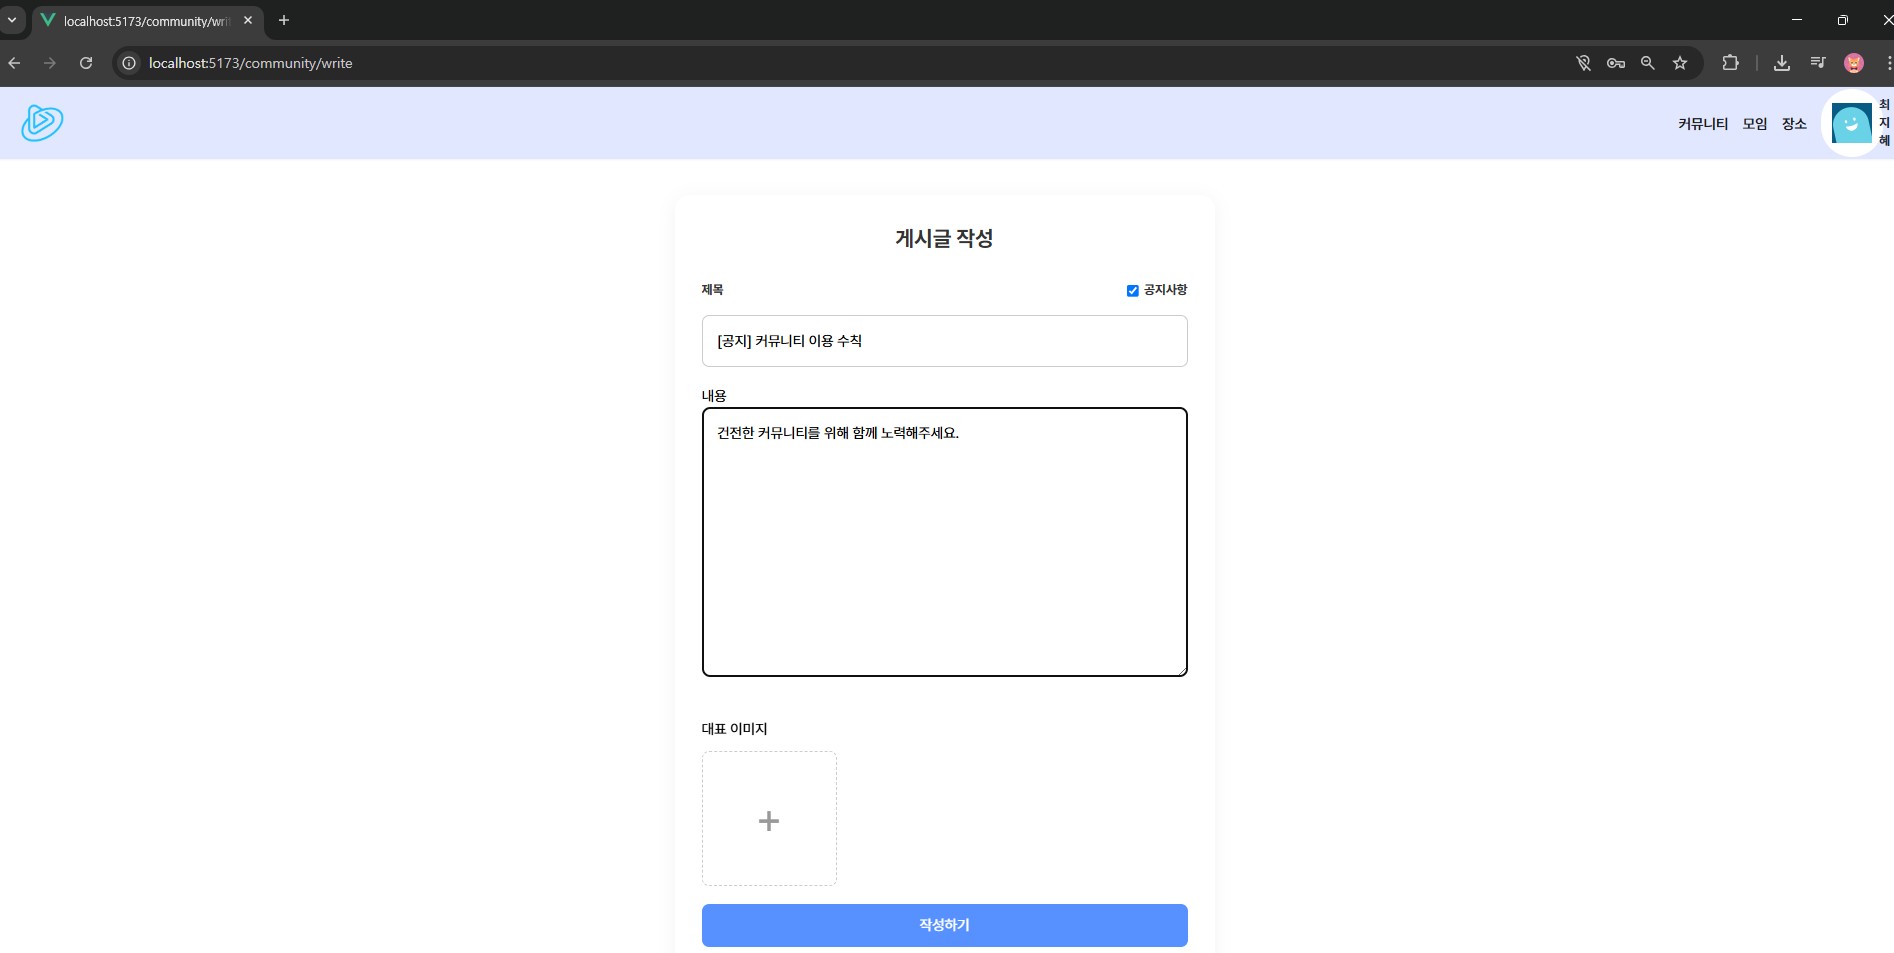 localhost:5173/community/wri
localhost:5173/community/write
커뮤니티 모임 장소
최
지
혜
게시글 작성
제목 공지사항
[공지] 커뮤니티 이용 수칙
내용
건전한 커뮤니티를 위해 함께 노력해주세요.
대표 이미지
+
작성하기